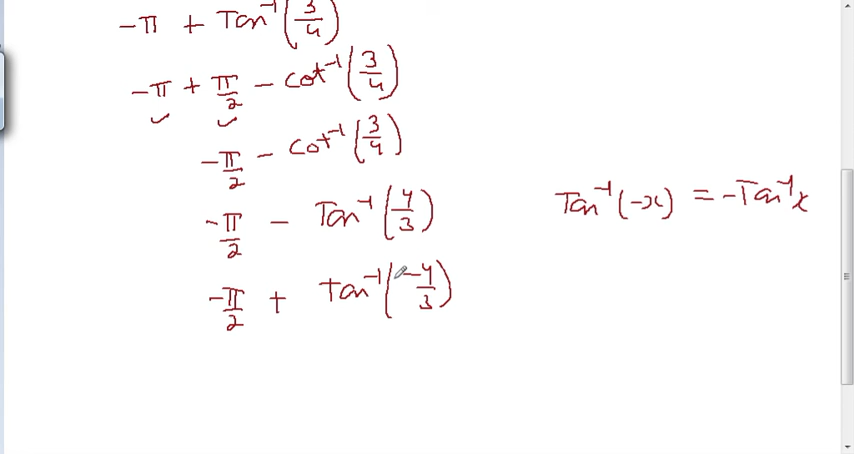 -π + Tan⁻¹(3/4)
-π + π/2 - cot⁻¹(3/4)
-π/2 - cot⁻¹(3/4)
-π/2 - Tan⁻¹(4/3)
Tan⁻¹(-x) = -Tan⁻¹x
-π/2 + tan⁻¹(-4/3)